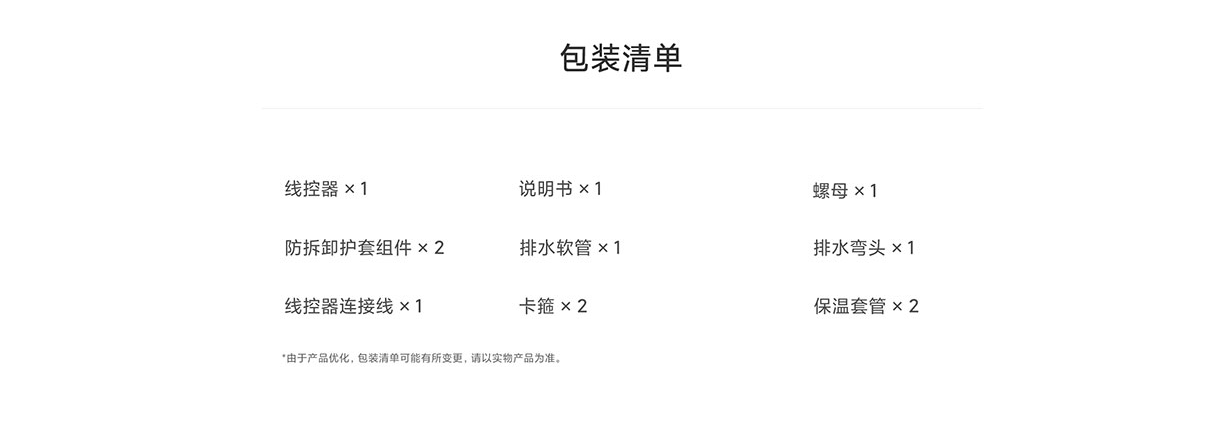 包装清单
线控器 × 1
说明书 × 1
螺母 × 1
防拆卸护套组件 × 2
排水软管 × 1
排水弯头 × 1
线控器连接线 × 1
卡箍 × 2
保温套管 × 2
*由于产品优化，包装清单可能有所变更，请以实物产品为准。